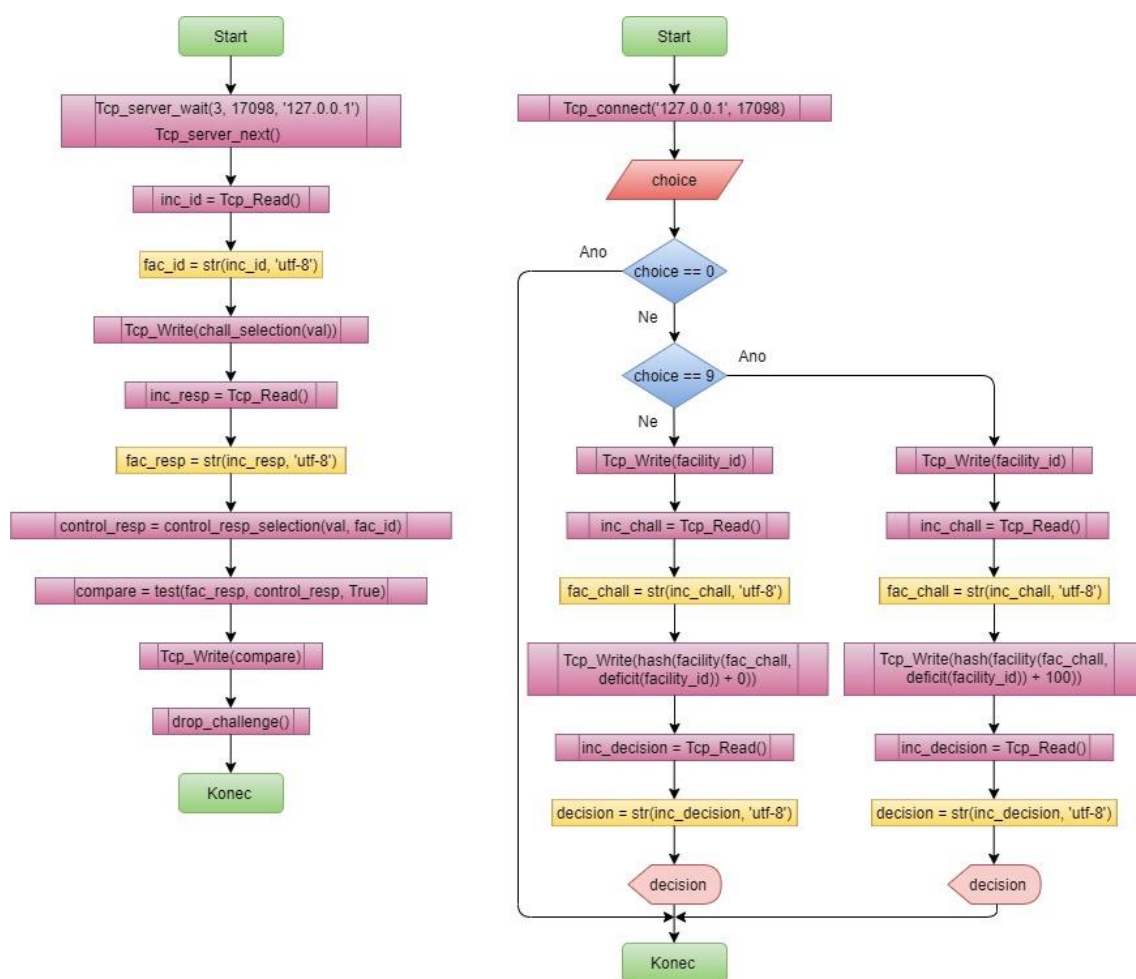 Start
Tcp_server_wait(3, 17098, '127.0.0.1')
Tcp_server_next()
inc_id = Tcp_Read()
fac_id = str(inc_id, 'utf-8')
Tcp_Write(chall_selection(val))
inc_resp = Tcp_Read()
fac_resp = str(inc_resp, 'utf-8')
control_resp = control_resp_selection(val, fac_id)
compare = test(fac_resp, control_resp, True)
Tcp_Write(compare)
drop_challenge()
Konec
Start
Tcp_connect('127.0.0.1', 17098)
choice
Ano
choice == 0
Ne
Ano
choice == 9
Ne
Tcp_Write(facility_id)
inc_chall = Tcp_Read()
fac_chall = str(inc_chall, 'utf-8')
Tcp_Write(hash(facility(fac_chall,
deficit(facility_id)) + 0))
inc_decision = Tcp_Read()
decision = str(inc_decision, 'utf-8')
decision
Tcp_Write(facility_id)
inc_chall = Tcp_Read()
fac_chall = str(inc_chall, 'utf-8')
Tcp_Write(hash(facility(fac_chall,
deficit(facility_id)) + 100))
inc_decision = Tcp_Read()
decision = str(inc_decision, 'utf-8')
decision
Konec